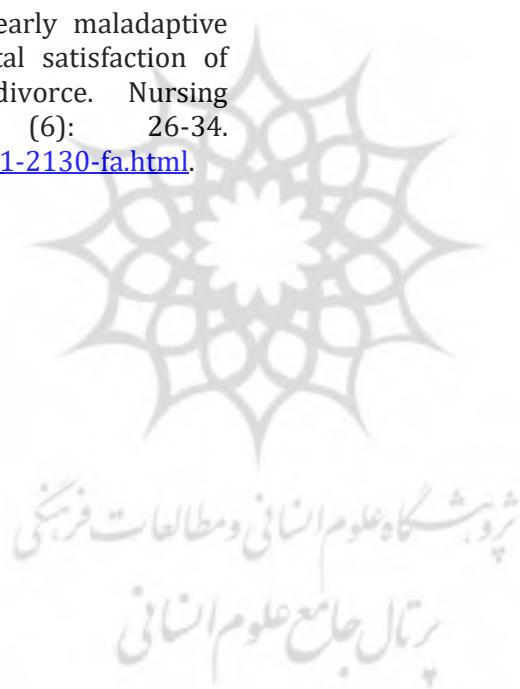 early maladaptive
tal satisfaction of
divorce. Nursing
(6): 26-34.
1-2130-fa.html.
پژوهشگاه علوم انسانی و مطالعات فرهنگی
پرتال جامع علوم انسانی